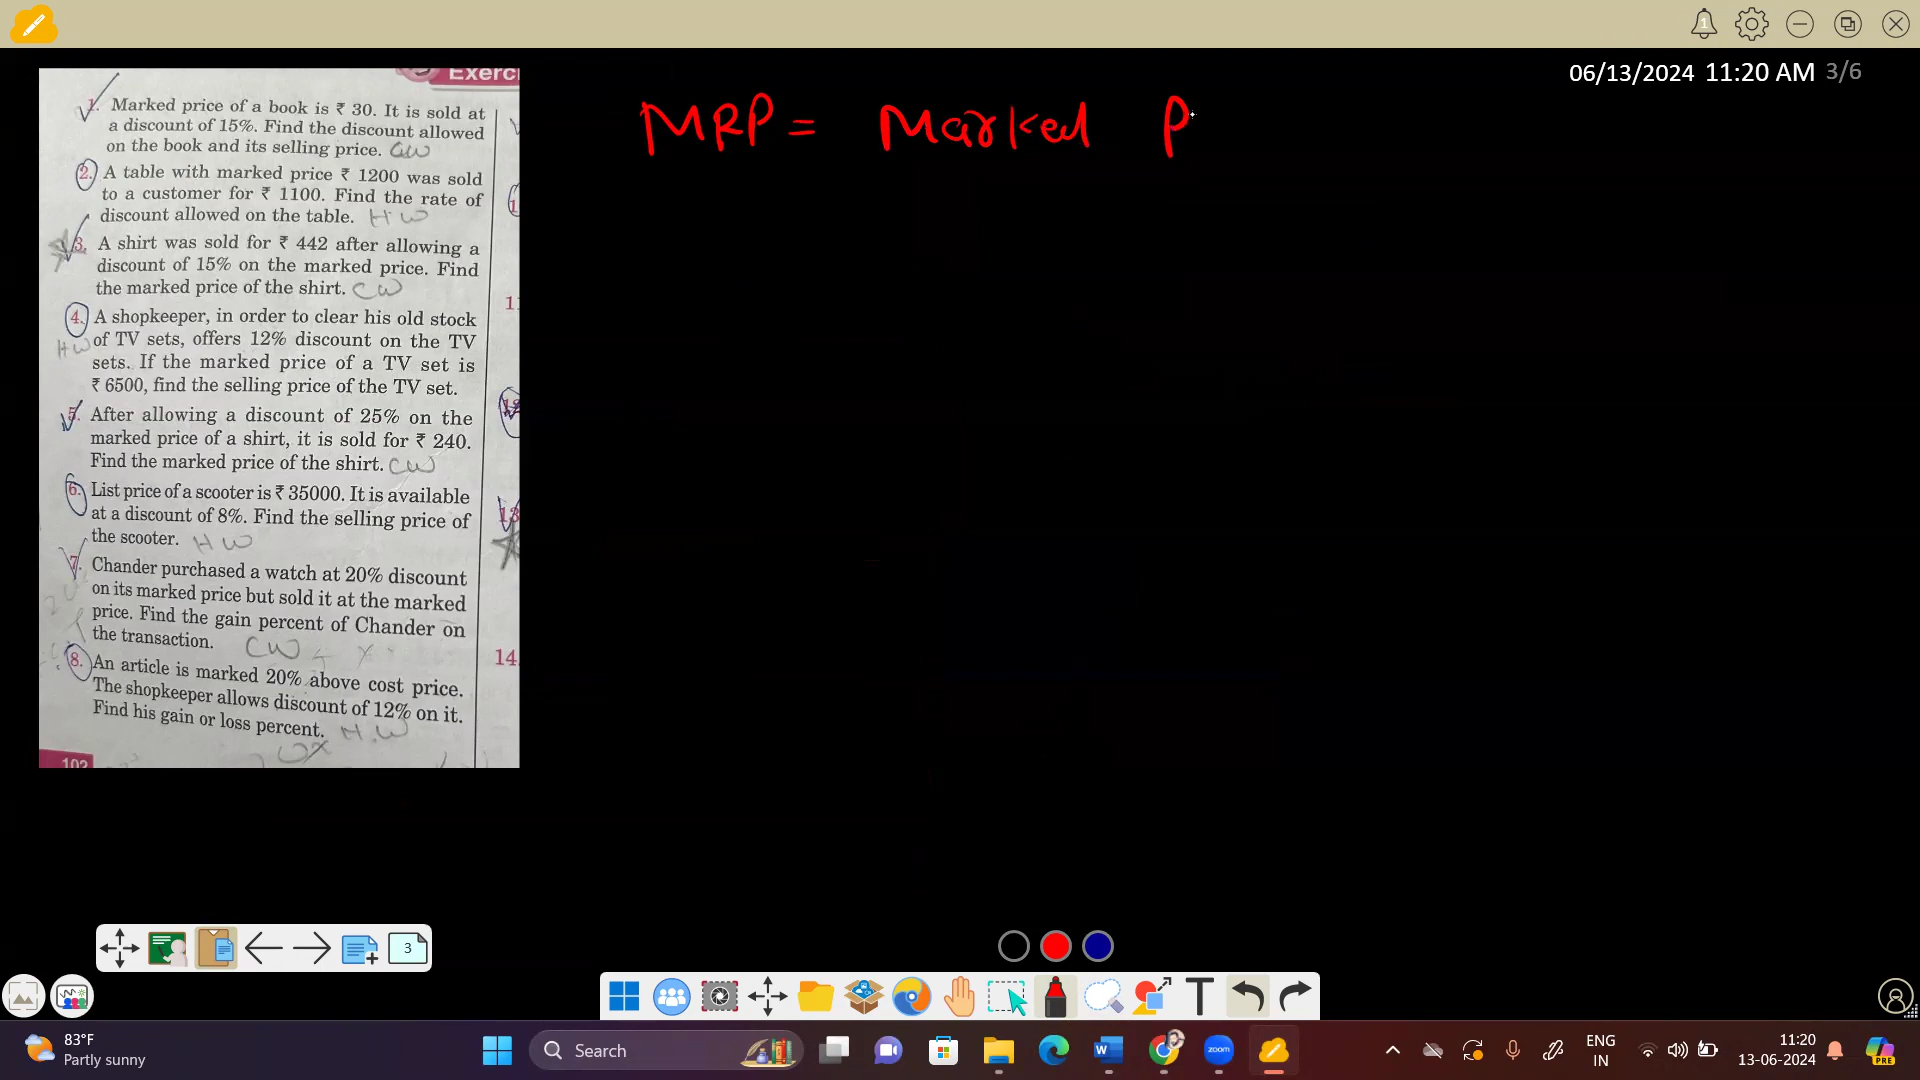 06/13/2024 11:20 AM 3/6
Exerci
MRP = Marked P
1. Marked price of a book is ₹ 30. It is sold at
a discount of 15%. Find the discount allowed
on the book and its selling price. CW
2. A table with marked price ₹ 1200 was sold
to a customer for ₹ 1100. Find the rate of
discount allowed on the table. H W
3. A shirt was sold for ₹ 442 after allowing a
discount of 15% on the marked price. Find
the marked price of the shirt. CW
4. A shopkeeper, in order to clear his old stock
HW of TV sets, offers 12% discount on the TV
sets. If the marked price of a TV set is
₹ 6500, find the selling price of the TV set.
5. After allowing a discount of 25% on the
marked price of a shirt, it is sold for ₹ 240.
Find the marked price of the shirt. CW
6. List price of a scooter is ₹ 35000. It is available
at a discount of 8%. Find the selling price of
the scooter. H W
7. Chander purchased a watch at 20% discount
on its marked price but sold it at the marked
price. Find the gain percent of Chander on
the transaction. CW
8. An article is marked 20% above cost price.
The shopkeeper allows discount of 12% on it.
Find his gain or loss percent. H.W
102
13
14.
3
83°F
Partly sunny
Search
zoom
ENG
IN
11:20
13-06-2024
PRE